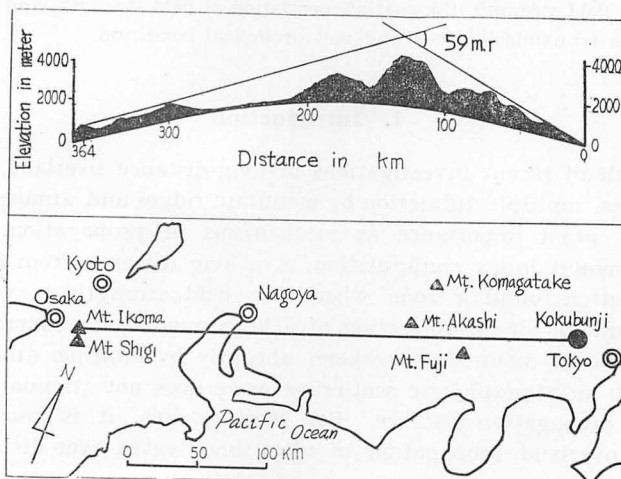 59m.r
Elevation in meter
4000
2000
0
4000
2000
0
364
300
200
100
0
Distance in km
Kyoto
Osaka
Mt. Ikoma
Mt Shigi
Nagoya
Mt. Komagatake
Mt. Akashi
Kokubunji
Mt. Fuji
Tokyo
N
Pacific Ocean
0 50 100 KM